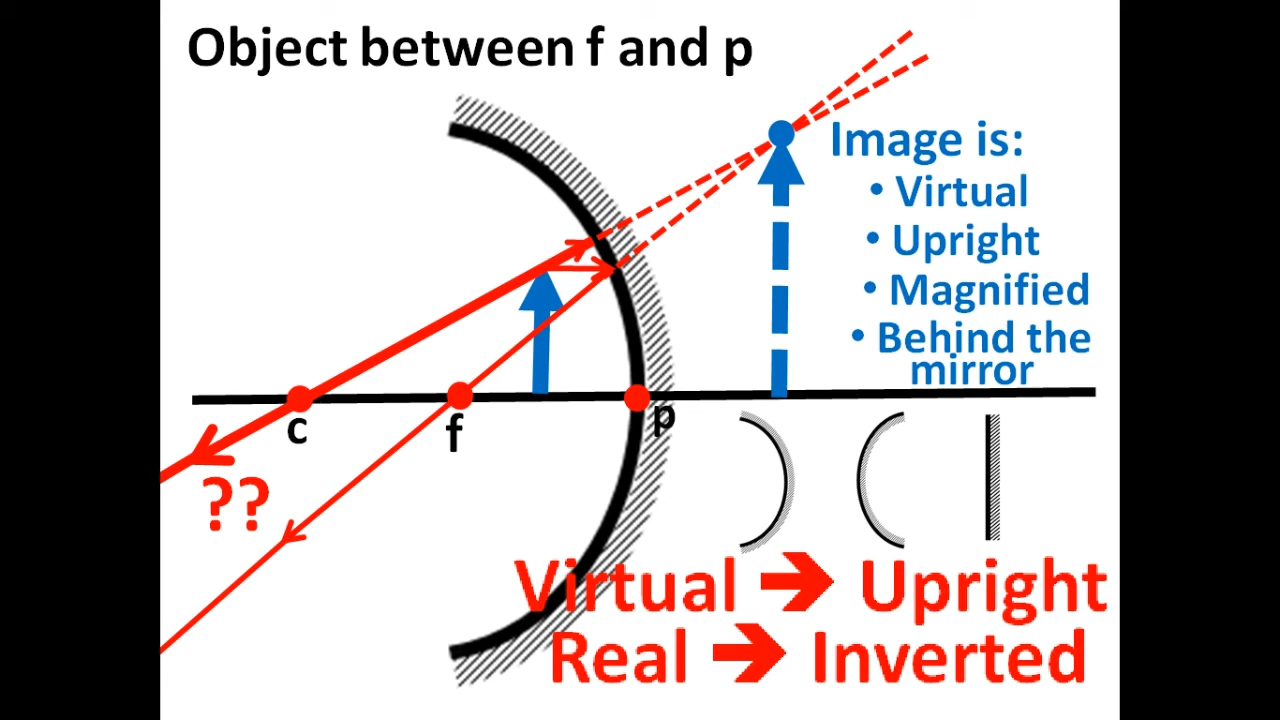 Object between f and p
Image is:
• Virtual
• Upright
• Magnified
• Behind the
mirror
c
f
p
??
Virtual ➔ Upright
Real ➔ Inverted